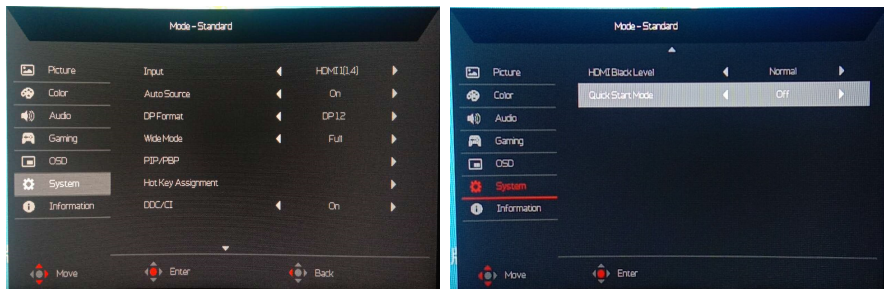 Mode - Standard
Picture
Color
Audio
Gaming
OSD
System
Information
Input HDMI 1(1.4)
Auto Source On
DP Format DP 1.2
Wide Mode Full
PIP/PBP
Hot Key Assignment
DDC/CI On
Move Enter Back
Mode - Standard
Picture
Color
Audio
Gaming
OSD
System
Information
HDMI Black Level Normal
Quick Start Mode Off
Move Enter